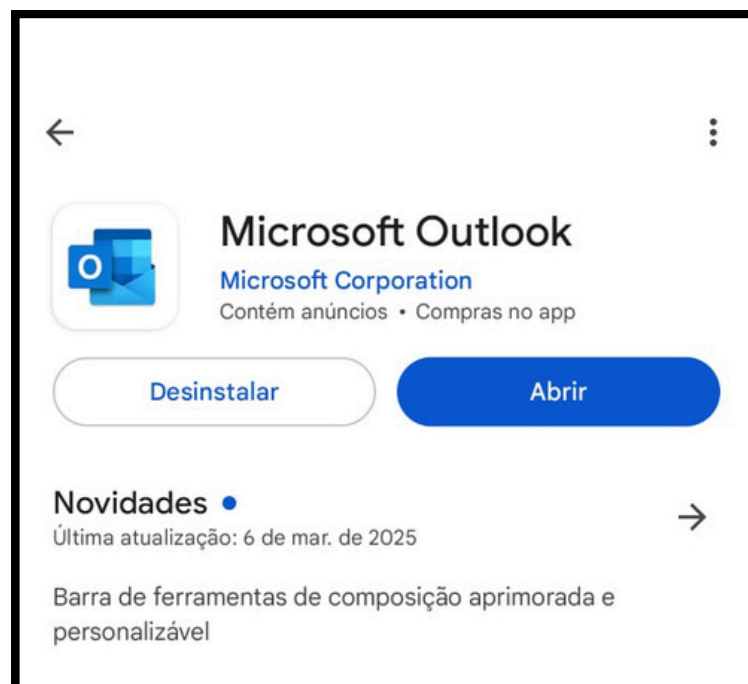 Microsoft Outlook
Microsoft Corporation
Contém anúncios • Compras no app
Desinstalar
Abrir
Novidades
Última atualização: 6 de mar. de 2025
Barra de ferramentas de composição aprimorada e
personalizável